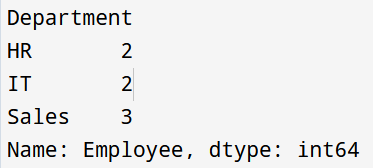 Department
HR       2
IT       2
Sales    3
Name: Employee, dtype: int64